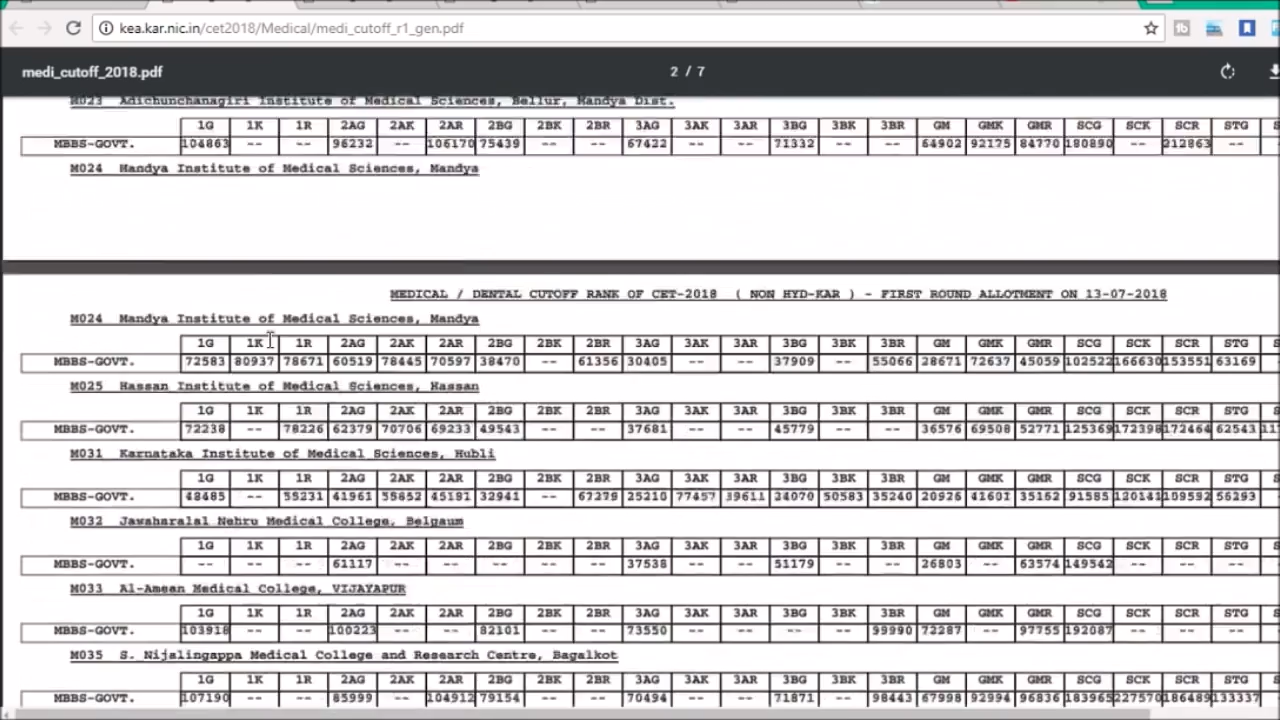 kea.kar.nic.in/cet2018/Medical/medi_cutoff_r1_gen.pdf
medi_cutoff_2018.pdf 2 / 7
M023 Adichunchanagiri Institute of Medical Sciences, Bellur, Mandya Dist.
1G 1K 1R 2AG 2AK 2AR 2BG 2BK 2BR 3AG 3AK 3AR 3BG 3BK 3BR GM GMK GMR SCG SCK SCR STG
MBBS-GOVT. 104863 -- -- 96232 -- 106170 75439 -- -- 67422 -- -- 71332 -- -- 64902 92175 84770 180890 -- 212863 --
M024 Mandya Institute of Medical Sciences, Mandya
MEDICAL / DENTAL CUTOFF RANK OF CET-2018 ( NON HYD-KAR ) - FIRST ROUND ALLOTMENT ON 13-07-2018
M024 Mandya Institute of Medical Sciences, Mandya
1G 1K 1R 2AG 2AK 2AR 2BG 2BK 2BR 3AG 3AK 3AR 3BG 3BK 3BR GM GMK GMR SCG SCK SCR STG
MBBS-GOVT. 72583 80937 78671 60519 78445 70597 38470 -- 61356 30405 -- -- 37909 -- 55066 28671 72637 45059 102522 166630 153551 63169
M025 Hassan Institute of Medical Sciences, Hassan
1G 1K 1R 2AG 2AK 2AR 2BG 2BK 2BR 3AG 3AK 3AR 3BG 3BK 3BR GM GMK GMR SCG SCK SCR STG
MBBS-GOVT. 72238 -- 78226 62379 70706 69233 49543 -- -- 37681 -- -- 45779 -- -- 36576 69508 52771 125369 172398 172464 62543
M031 Karnataka Institute of Medical Sciences, Hubli
1G 1K 1R 2AG 2AK 2AR 2BG 2BK 2BR 3AG 3AK 3AR 3BG 3BK 3BR GM GMK GMR SCG SCK SCR STG
MBBS-GOVT. 48485 -- 55231 41961 55852 45191 32941 -- 67279 25210 77457 39611 24070 50583 35240 20926 41601 35162 91585 120141 109592 56293
M032 Jawaharalal Nehru Medical College, Belgaum
1G 1K 1R 2AG 2AK 2AR 2BG 2BK 2BR 3AG 3AK 3AR 3BG 3BK 3BR GM GMK GMR SCG SCK SCR STG
MBBS-GOVT. -- -- -- 61117 -- -- -- -- -- 37538 -- -- 51179 -- -- 26803 -- 63574 149542 -- -- --
M033 Al-Ameen Medical College, VIJAYAPUR
1G 1K 1R 2AG 2AK 2AR 2BG 2BK 2BR 3AG 3AK 3AR 3BG 3BK 3BR GM GMK GMR SCG SCK SCR STG
MBBS-GOVT. 103918 -- -- 100223 -- -- 82101 -- -- 73550 -- -- -- -- 99990 72287 -- 97755 192087 -- -- --
M035 S. Nijalingappa Medical College and Research Centre, Bagalkot
1G 1K 1R 2AG 2AK 2AR 2BG 2BK 2BR 3AG 3AK 3AR 3BG 3BK 3BR GM GMK GMR SCG SCK SCR STG
MBBS-GOVT. 107190 -- -- 85999 -- 104912 79154 -- -- 70494 -- -- 71871 -- 98443 67998 92994 96836 183965 227570 186489 133337